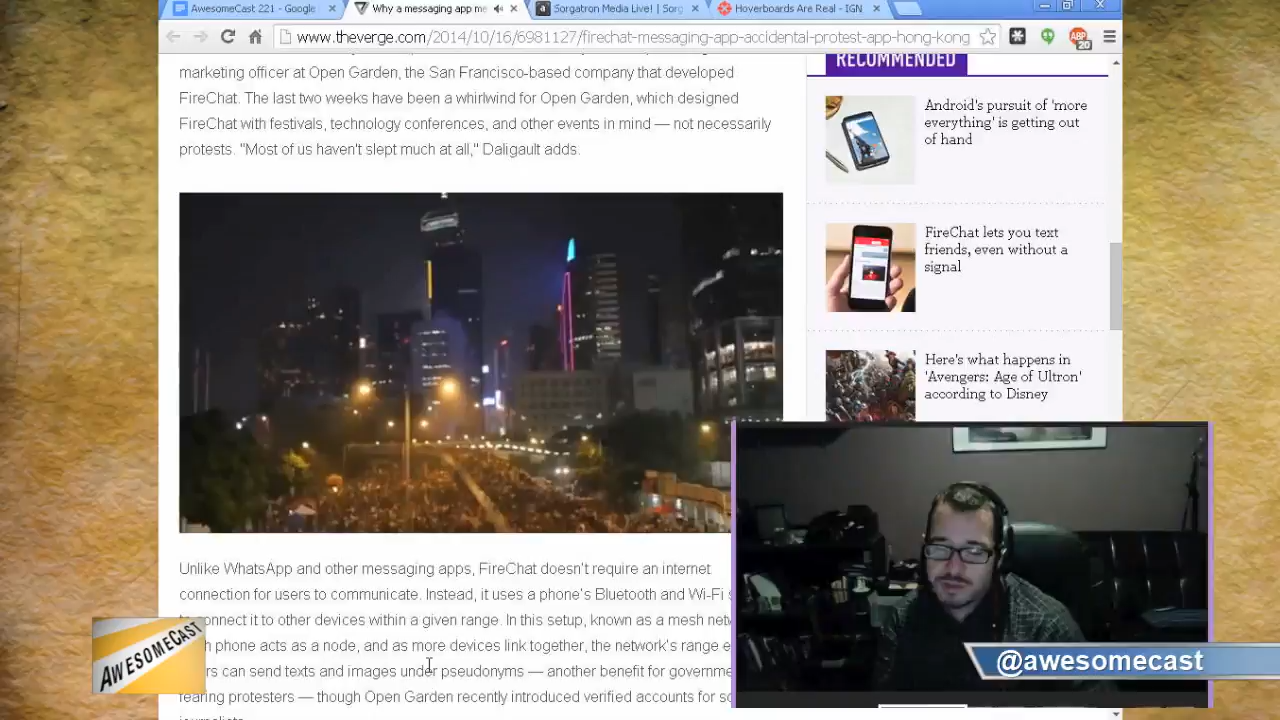 AwesomeCast 221 - Google
Why a messaging app me
Sorgatron Media Live! | Sorg
Hoverboards Are Real - IGN
www.theverge.com/2014/10/16/6981127/firechat-messaging-app-accidental-protest-app-hong-kong
ABP
20
marketing officer at Open Garden, the San Francisco-based company that developed
FireChat. The last two weeks have been a whirlwind for Open Garden, which designed
FireChat with festivals, technology conferences, and other events in mind — not necessarily
protests. "Most of us haven't slept much at all," Daligault adds.
RECOMMENDED
Android's pursuit of 'more
everything' is getting out
of hand
FireChat lets you text
friends, even without a
signal
Here's what happens in
'Avengers: Age of Ultron'
according to Disney
Unlike WhatsApp and other messaging apps, FireChat doesn't require an internet
connection for users to communicate. Instead, it uses a phone's Bluetooth and Wi-Fi
connect it to other devices within a given range. In this setup, known as a mesh
phone acts as a node, and as more devices link together, the network's range
can send texts under pseudonyms — another benefit for
fearing protesters — though Open Garden recently introduced verified accounts for
journalists.
AWESOMECAST
@awesomecast